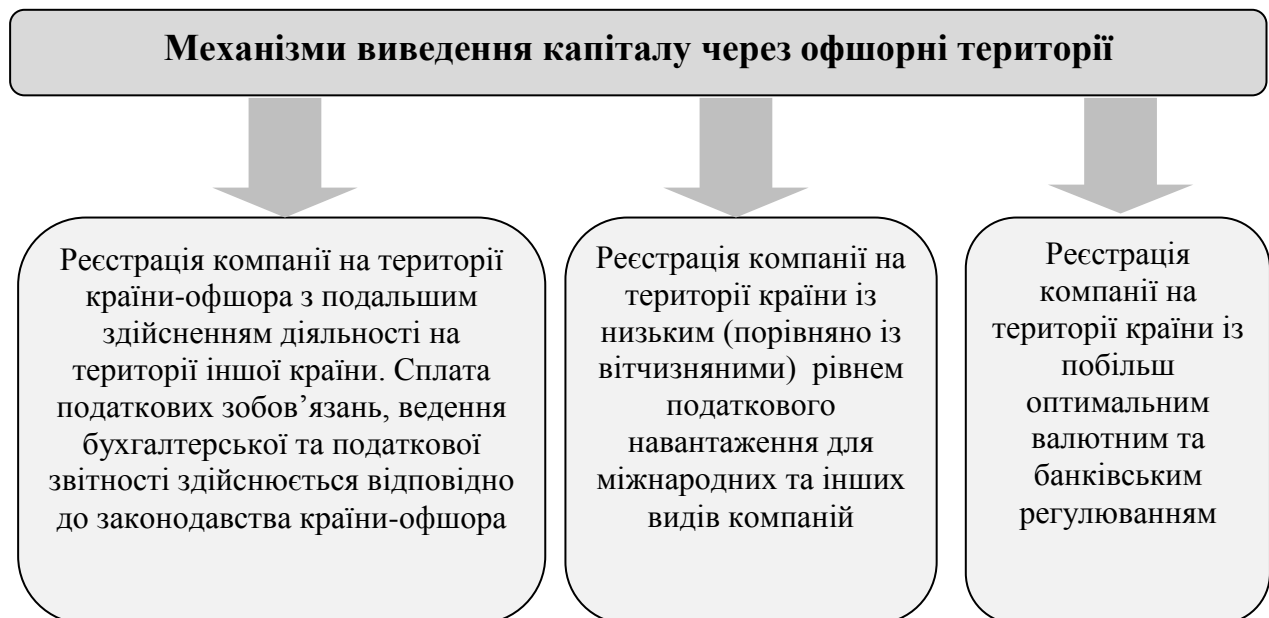 Механізми виведення капіталу через офшорні території
Реєстрація компанії на території
країни-офшора з подальшим
здійсненням діяльності на
території іншої країни. Сплата
податкових зобов’язань, ведення
бухгалтерської та податкової
звітності здійснюється відповідно
до законодавства країни-офшора
Реєстрація компанії на
території країни із
низьким (порівняно із
вітчизняними) рівнем
податкового
навантаження для
міжнародних та інших
видів компаній
Реєстрація
компанії на
території країни із
побільш
оптимальним
валютним та
банківським
регулюванням